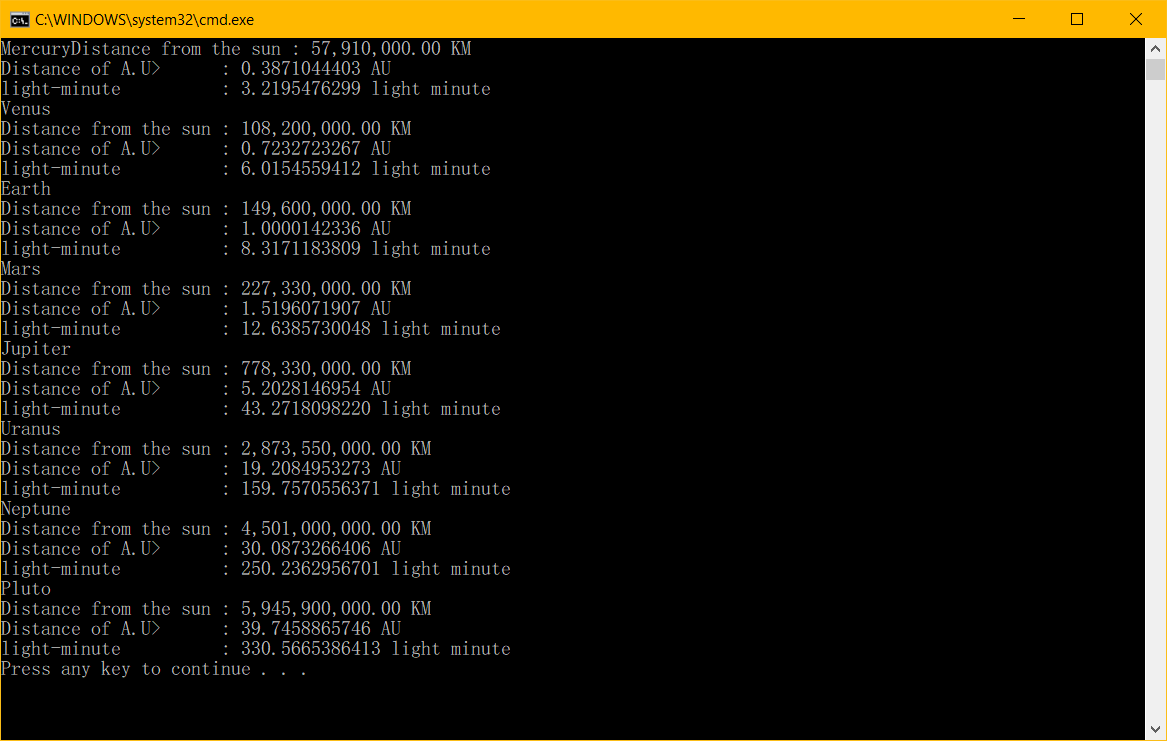 C:\WINDOWS\system32\cmd.exe
MercuryDistance from the sun : 57,910,000.00 KM
Distance of A.U>      : 0.3871044403 AU
light-minute          : 3.2195476299 light minute
Venus
Distance from the sun : 108,200,000.00 KM
Distance of A.U>      : 0.7232723267 AU
light-minute          : 6.0154559412 light minute
Earth
Distance from the sun : 149,600,000.00 KM
Distance of A.U>      : 1.0000142336 AU
light-minute          : 8.3171183809 light minute
Mars
Distance from the sun : 227,330,000.00 KM
Distance of A.U>      : 1.5196071907 AU
light-minute          : 12.6385730048 light minute
Jupiter
Distance from the sun : 778,330,000.00 KM
Distance of A.U>      : 5.2028146954 AU
light-minute          : 43.2718098220 light minute
Uranus
Distance from the sun : 2,873,550,000.00 KM
Distance of A.U>      : 19.2084953273 AU
light-minute          : 159.7570556371 light minute
Neptune
Distance from the sun : 4,501,000,000.00 KM
Distance of A.U>      : 30.0873266406 AU
light-minute          : 250.2362956701 light minute
Pluto
Distance from the sun : 5,945,900,000.00 KM
Distance of A.U>      : 39.7458865746 AU
light-minute          : 330.5665386413 light minute
Press any key to continue . . .